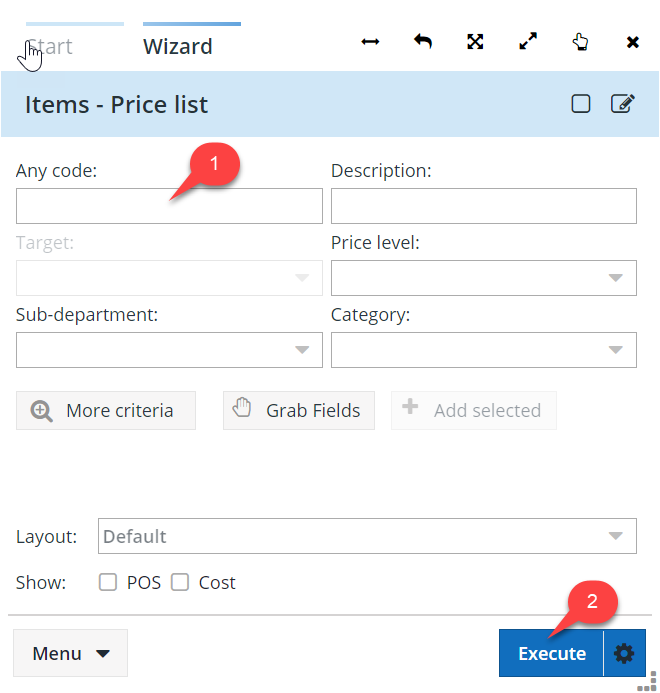 Start Wizard
Items - Price list
1
Any code: Description:
Target: Price level:
Sub-department: Category:
More criteria Grab Fields Add selected
Layout: Default
Show: POS Cost
2
Menu Execute